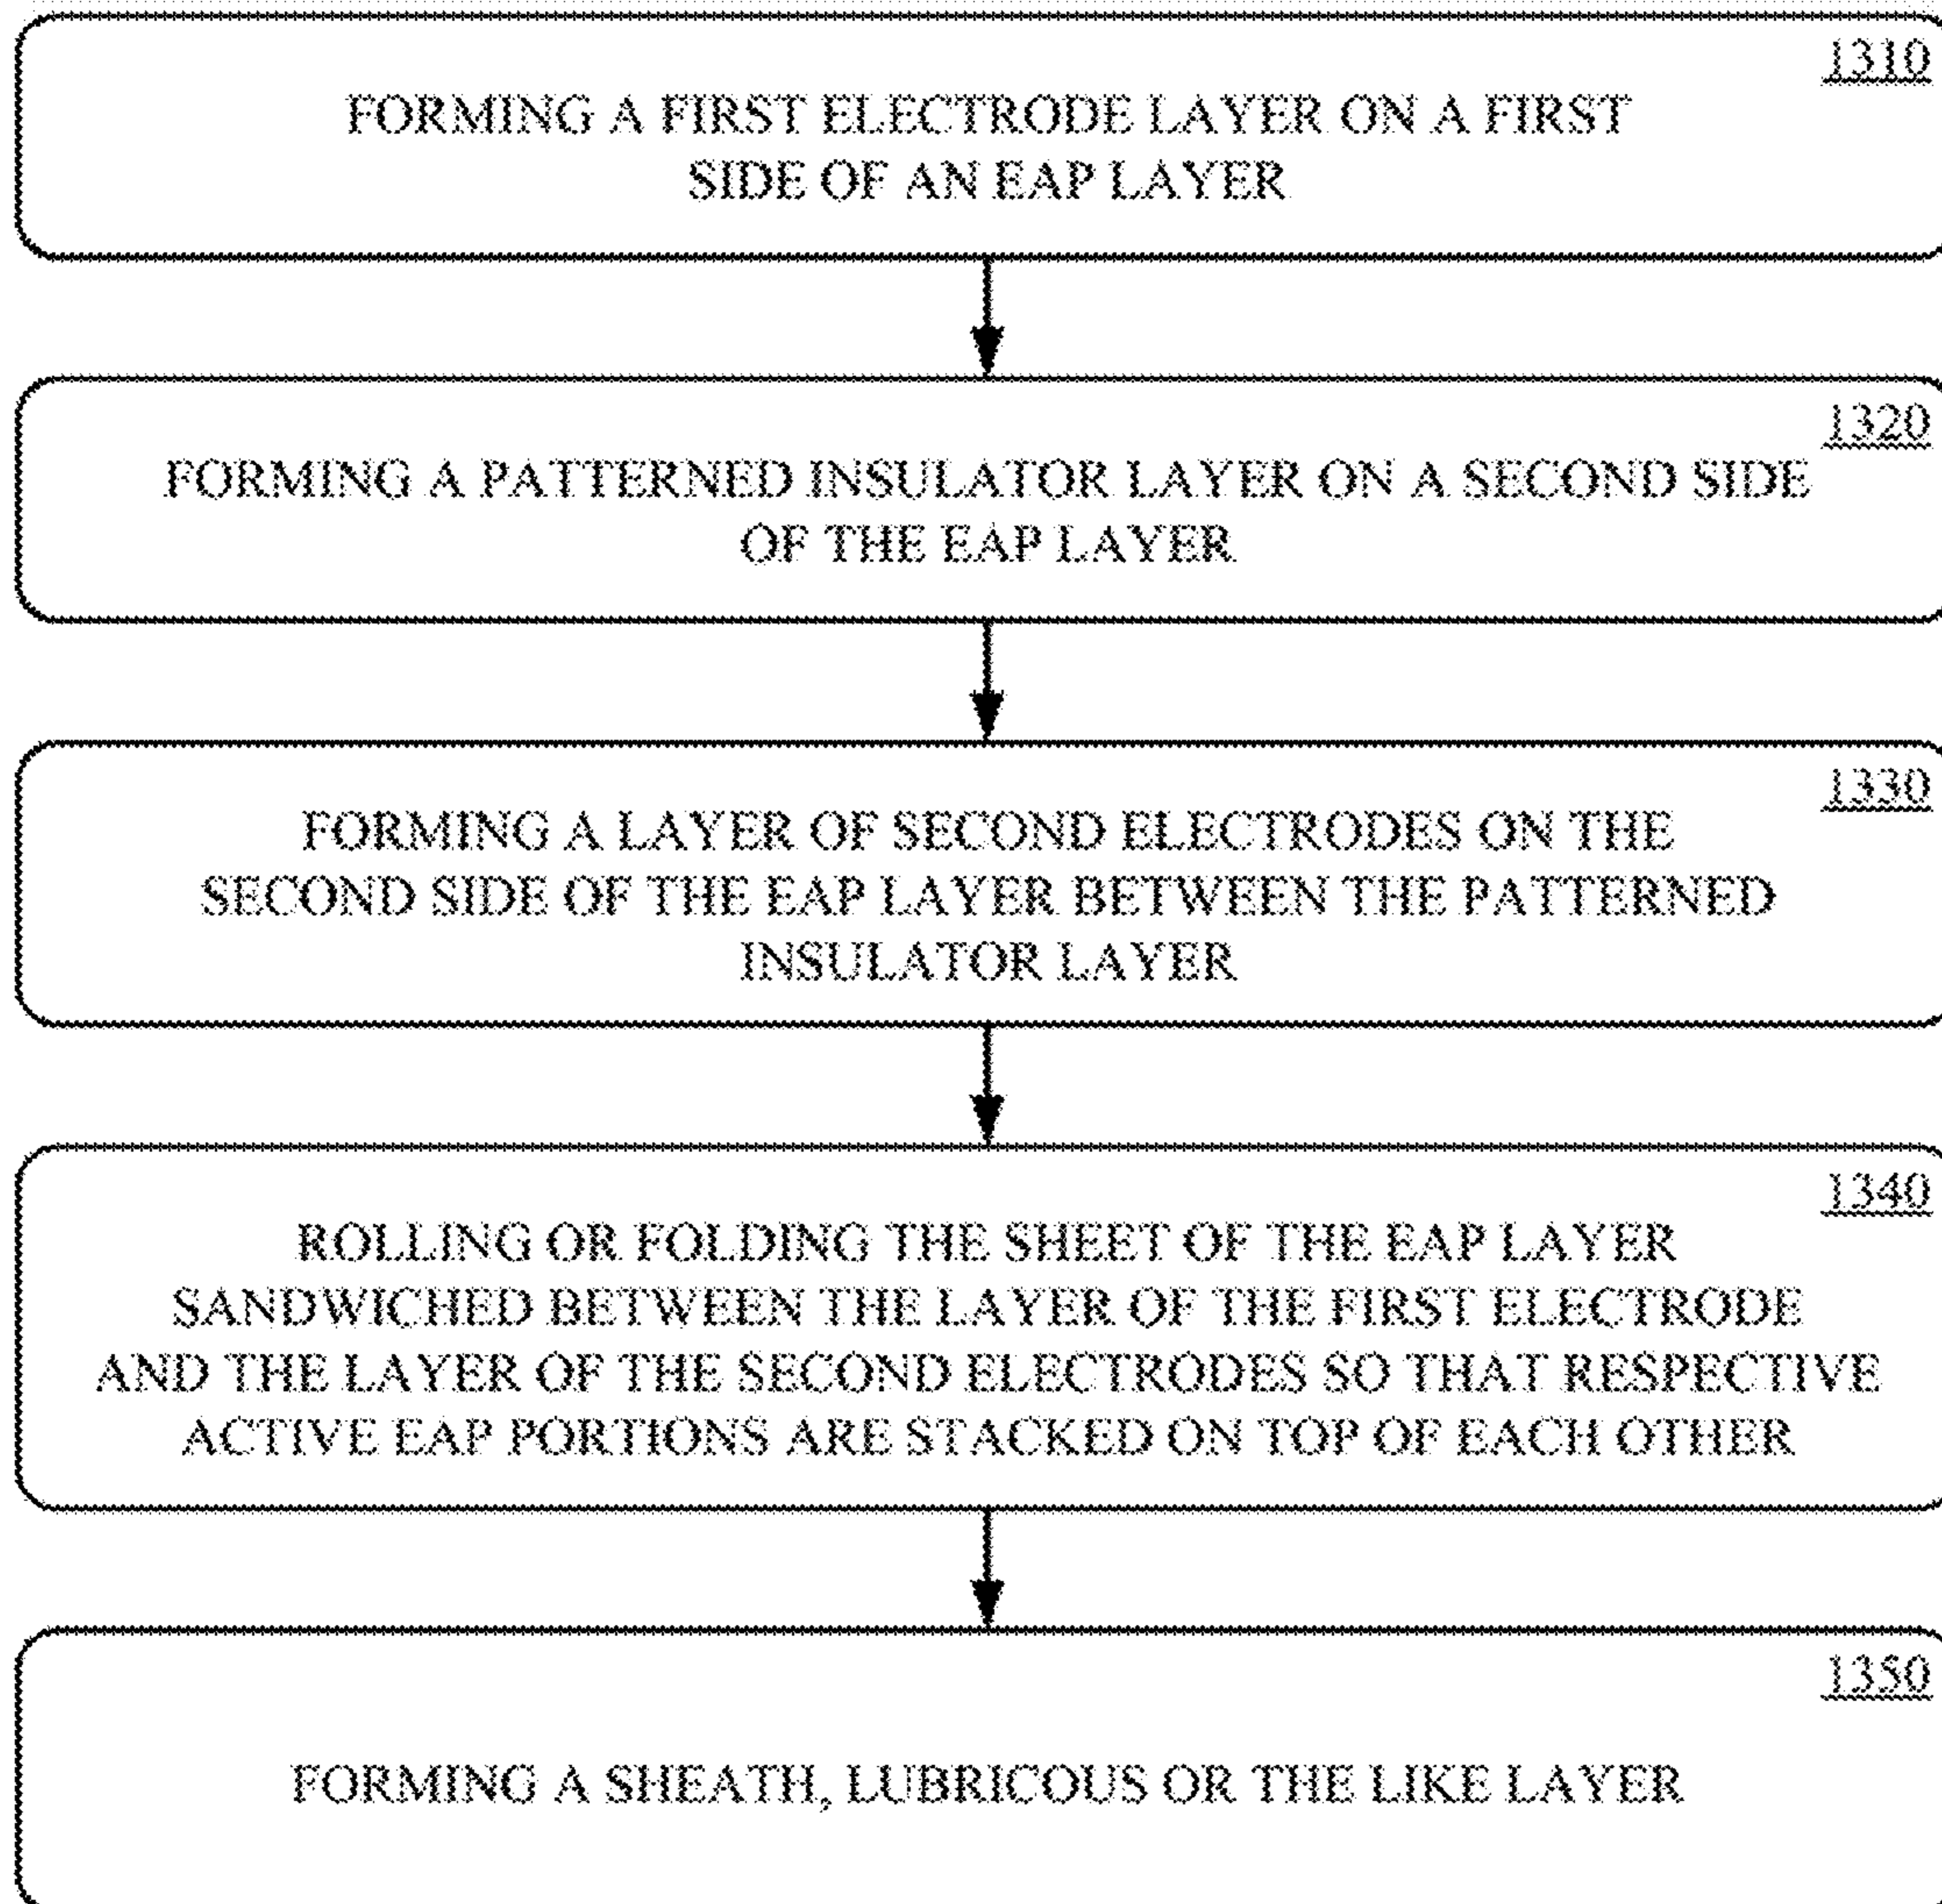 1310
FORMING A FIRST ELECTRODE LAYER ON A FIRST
SIDE OF AN EAP LAYER
1320
FORMING A PATTERNED INSULATOR LAYER ON A SECOND SIDE
OF THE EAP LAYER
1330
FORMING A LAYER OF SECOND ELECTRODES ON THE
SECOND SIDE OF THE EAP LAYER BETWEEN THE PATTERNED
INSULATOR LAYER
1340
ROLLING OR FOLDING THE SHEET OF THE EAP LAYER
SANDWICHED BETWEEN THE LAYER OF THE FIRST ELECTRODE
AND THE LAYER OF THE SECOND ELECTRODES SO THAT RESPECTIVE
ACTIVE EAP PORTIONS ARE STACKED ON TOP OF EACH OTHER
1350
FORMING A SHEATH, LUBRICOUS OR THE LIKE LAYER